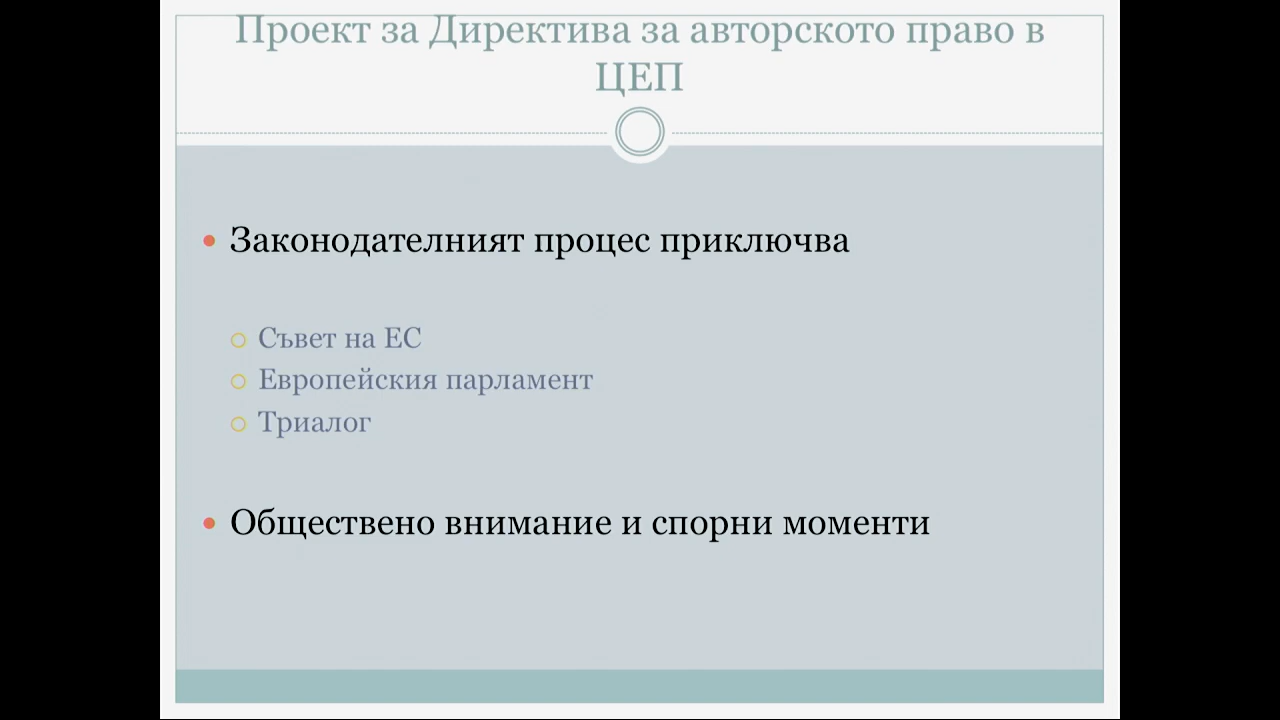 Проект за Директива за авторското право в
ЦЕП
Законодателният процес приключва
Съвет на ЕС
Европейския парламент
Триалог
Обществено внимание и спорни моменти